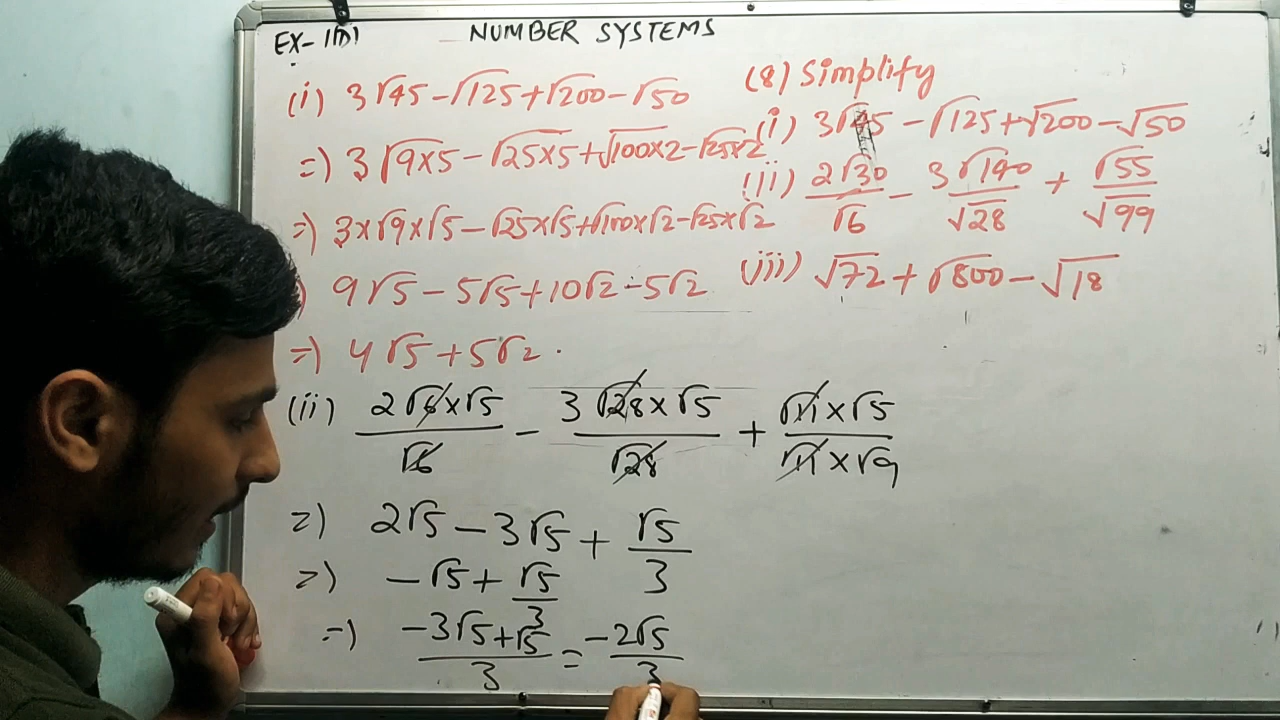 EX- 1(D) NUMBER SYSTEMS
(i) 3√45 - √125 + √200 - √50
=) 3√9×5 - √25×5 + √100×2 - √25×2
=) 3×√9×√5 - √25×√5 + √100×√2 - √25×√2
) 9√5 - 5√5 + 10√2 - 5√2
=) 4√5 + 5√2 .
(ii) 2√6×√5/√6 - 3√28×√5/√28 + √11×√5/√11×√9
=) 2√5 - 3√5 + √5/3
=) -√5 + √5/3
=) -3√5+√5/3 = -2√5/3
(8) Simplify
(i) 3√45 - √125 + √200 - √50
(ii) 2√30/√6 - 3√140/√28 + √55/√99
(iii) √72 + √800 - √18